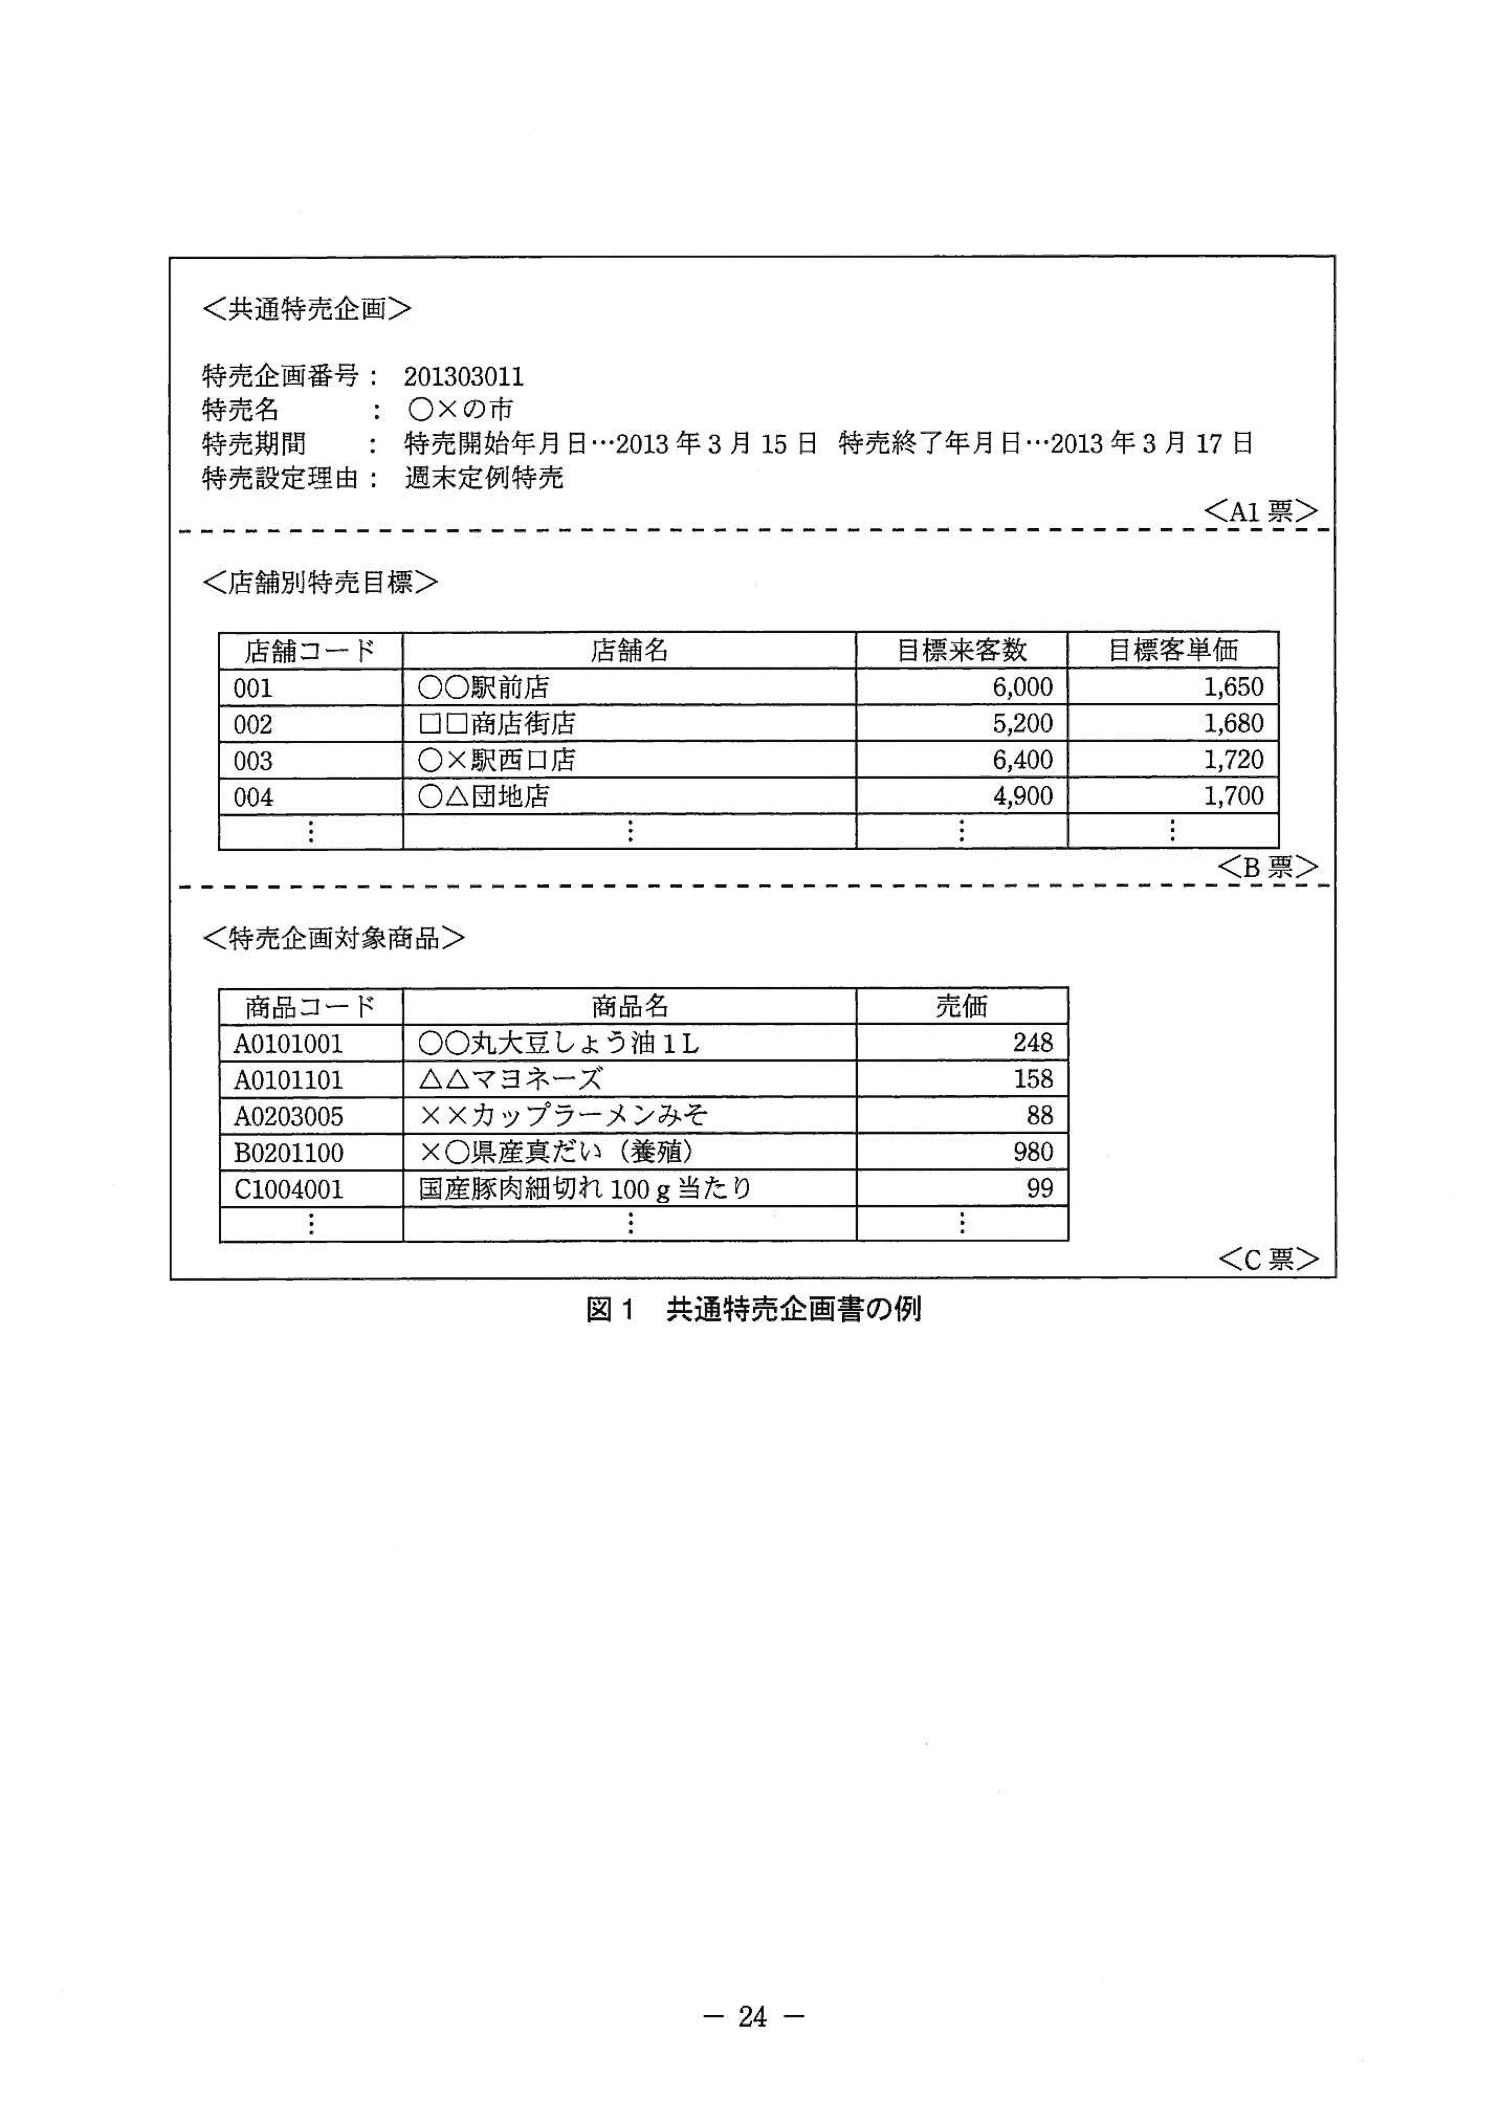 ＜共通特売企画＞
特売企画番号： 201303011
特売名 ： ○×の市
特売期間 ： 特売開始年月日…2013年3月15日 特売終了年月日…2013年3月17日
特売設定理由： 週末定例特売
＜A1票＞
＜店舗別特売目標＞
店舗コード 店舗名 目標来客数 目標客単価
001 ○○駅前店 6,000 1,650
002 □□商店街店 5,200 1,680
003 ○×駅西口店 6,400 1,720
004 ○△団地店 4,900 1,700
⋮ ⋮ ⋮ ⋮
＜B票＞
＜特売企画対象商品＞
商品コード 商品名 売価
A0101001 ○○丸大豆しょう油1L 248
A0101101 △△マヨネーズ 158
A0203005 ××カップラーメンみそ 88
B0201100 ×○県産真だい（養殖） 980
C1004001 国産豚肉細切れ100g当たり 99
⋮ ⋮ ⋮
＜C票＞
図1 共通特売企画書の例
－ 24 －